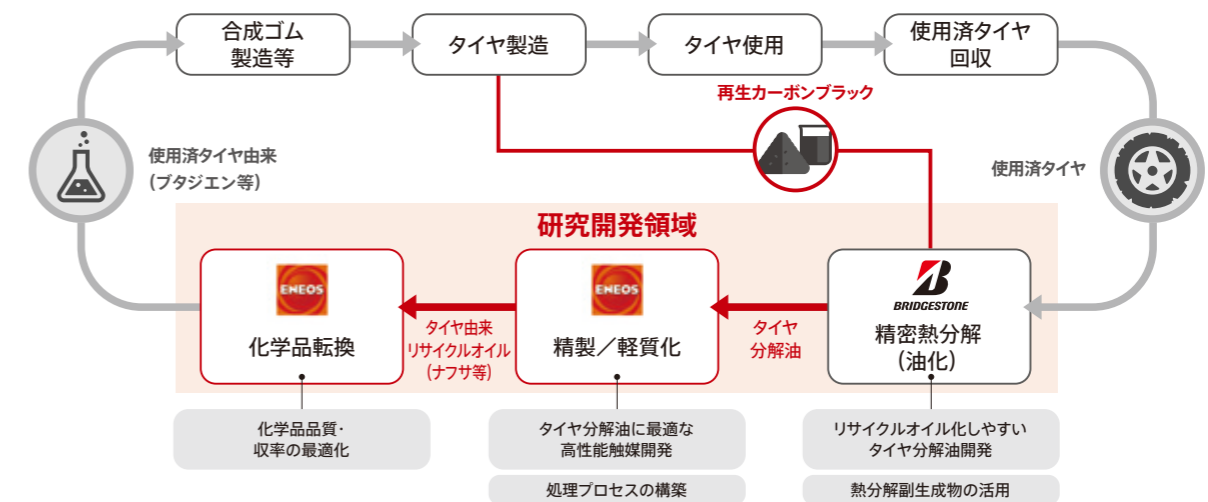 合成ゴム
製造等
タイヤ製造
タイヤ使用
使用済タイヤ
回収
再生カーボンブラック
使用済タイヤ由来
(ブタジエン等)
使用済タイヤ
研究開発領域
ENEOS
化学品転換
タイヤ由来
リサイクルオイル
(ナフサ等)
ENEOS
精製／軽質化
タイヤ
分解油
BRIDGESTONE
精密熱分解
(油化)
化学品品質･
収率の最適化
タイヤ分解油に最適な
高性能触媒開発
処理プロセスの構築
リサイクルオイル化しやすい
タイヤ分解油開発
熱分解副生成物の活用